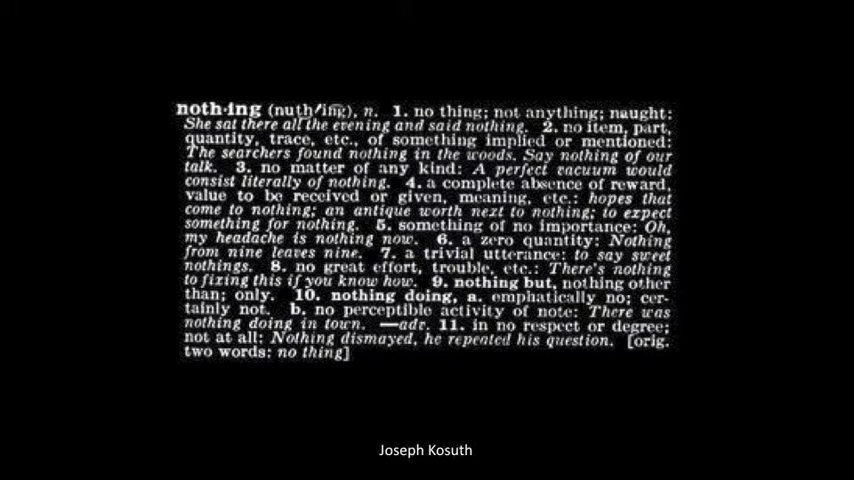 noth·ing (nuth′ing), n. 1. no thing; not anything; naught:
She sat there all the evening and said nothing. 2. no item, part,
quantity, trace, etc., of something implied or mentioned:
The searchers found nothing in the woods. Say nothing of our
talk. 3. no matter of any kind: A perfect vacuum would
consist literally of nothing. 4. a complete absence of reward,
value to be received or given, meaning, etc.: hopes that
come to nothing; an antique worth next to nothing; to expect
something for nothing. 5. something of no importance: Oh,
my headache is nothing now. 6. a zero quantity: Nothing
from nine leaves nine. 7. a trivial utterance: to say sweet
nothings. 8. no great effort, trouble, etc.: There's nothing
to fixing this if you know how. 9. nothing but, nothing other
than; only. 10. nothing doing, a. emphatically no; cer-
tainly not. b. no perceptible activity of note: There was
nothing doing in town. —adv. 11. in no respect or degree;
not at all: Nothing dismayed, he repeated his question. [orig.
two words: no thing]
Joseph Kosuth